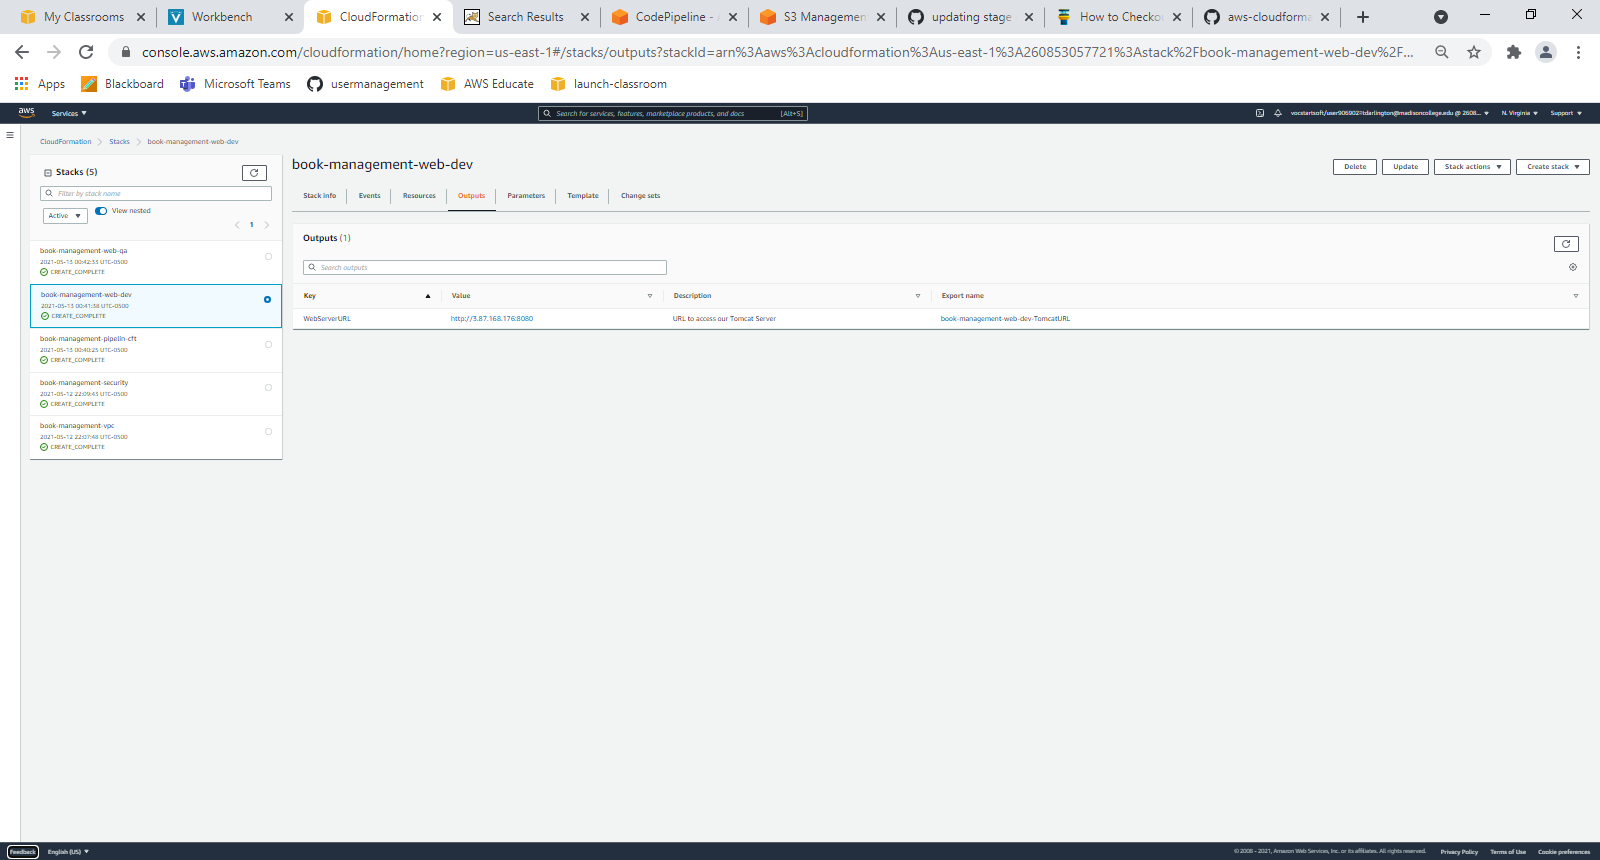 My Classrooms
Workbench
CloudFormation
Search Results
CodePipeline - A
S3 Management
updating stage
How to Checkou
aws-cloudforma
console.aws.amazon.com/cloudformation/home?region=us-east-1#/stacks/outputs?stackId=arn%3Aaws%3Acloudformation%3Aus-east-1%3A260853057721%3Astack%2Fbook-management-web-dev%2F...
Apps
Blackboard
Microsoft Teams
usermanagement
AWS Educate
launch-classroom
aws
Services
Search for services, features, marketplace products, and docs [Alt+S]
vocstartsoft/user906902=tdarlington@madisoncollege.edu @ 2608...
N. Virginia
Support
CloudFormation
Stacks
book-management-web-dev
Stacks (5)
Filter by stack name
Active
View nested
1
book-management-web-qa
2021-05-13 00:42:33 UTC-0500
CREATE_COMPLETE
book-management-web-dev
2021-05-13 00:41:38 UTC-0500
CREATE_COMPLETE
book-management-pipelin-cft
2021-05-13 00:40:25 UTC-0500
CREATE_COMPLETE
book-management-security
2021-05-12 22:09:43 UTC-0500
CREATE_COMPLETE
book-management-vpc
2021-05-12 22:07:48 UTC-0500
CREATE_COMPLETE
book-management-web-dev
Delete
Update
Stack actions
Create stack
Stack info
Events
Resources
Outputs
Parameters
Template
Change sets
Outputs (1)
Search outputs
Key
Value
Description
Export name
WebServerURL
http://3.87.168.176:8080
URL to access our Tomcat Server
book-management-web-dev-TomcatURL
Feedback
English (US)
© 2008 - 2021, Amazon Web Services, Inc. or its affiliates. All rights reserved.
Privacy Policy
Terms of Use
Cookie preferences